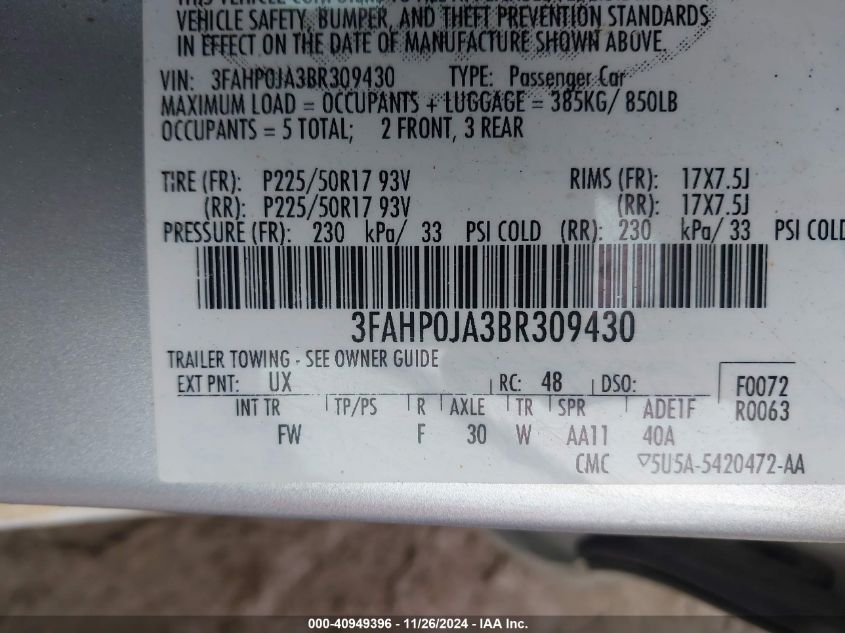 VEHICLE SAFETY, BUMPER, AND THEFT PREVENTION STANDARDS
IN EFFECT ON THE DATE OF MANUFACTURE SHOWN ABOVE.
VIN: 3FAHP0JA3BR309430 TYPE: Passenger Car
MAXIMUM LOAD = OCCUPANTS + LUGGAGE = 385KG/ 850LB
OCCUPANTS = 5 TOTAL; 2 FRONT, 3 REAR
TIRE (FR): P225/50R17 93V RIMS (FR): 17X7.5J
(RR): P225/50R17 93V (RR): 17X7.5J
PRESSURE (FR): 230 kPa/ 33 PSI COLD (RR): 230 kPa/ 33 PSI COLD
3FAHP0JA3BR309430
TRAILER TOWING - SEE OWNER GUIDE
EXT PNT: UX RC: 48 DSO: F0072
INT TR TP/PS R AXLE TR SPR ADE1F R0063
FW F 30 W AA11 40A
CMC 5U5A-5420472-AA
000-40949396 - 11/26/2024 - IAA Inc.